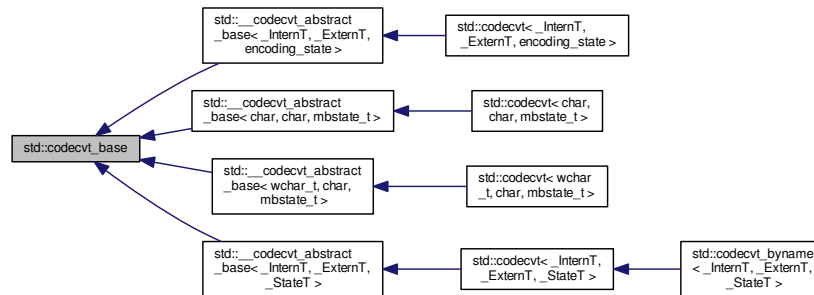 std::__codecvt_abstract
_base< _InternT, _ExternT,
encoding_state >
std::codecvt< _InternT,
_ExternT, encoding_state >
std::__codecvt_abstract
_base< char, char, mbstate_t >
std::codecvt< char,
char, mbstate_t >
std::codecvt_base
std::__codecvt_abstract
_base< wchar_t, char,
mbstate_t >
std::codecvt< wchar
_t, char, mbstate_t >
std::__codecvt_abstract
_base< _InternT, _ExternT,
_StateT >
std::codecvt< _InternT,
_ExternT, _StateT >
std::codecvt_byname
< _InternT, _ExternT,
_StateT >